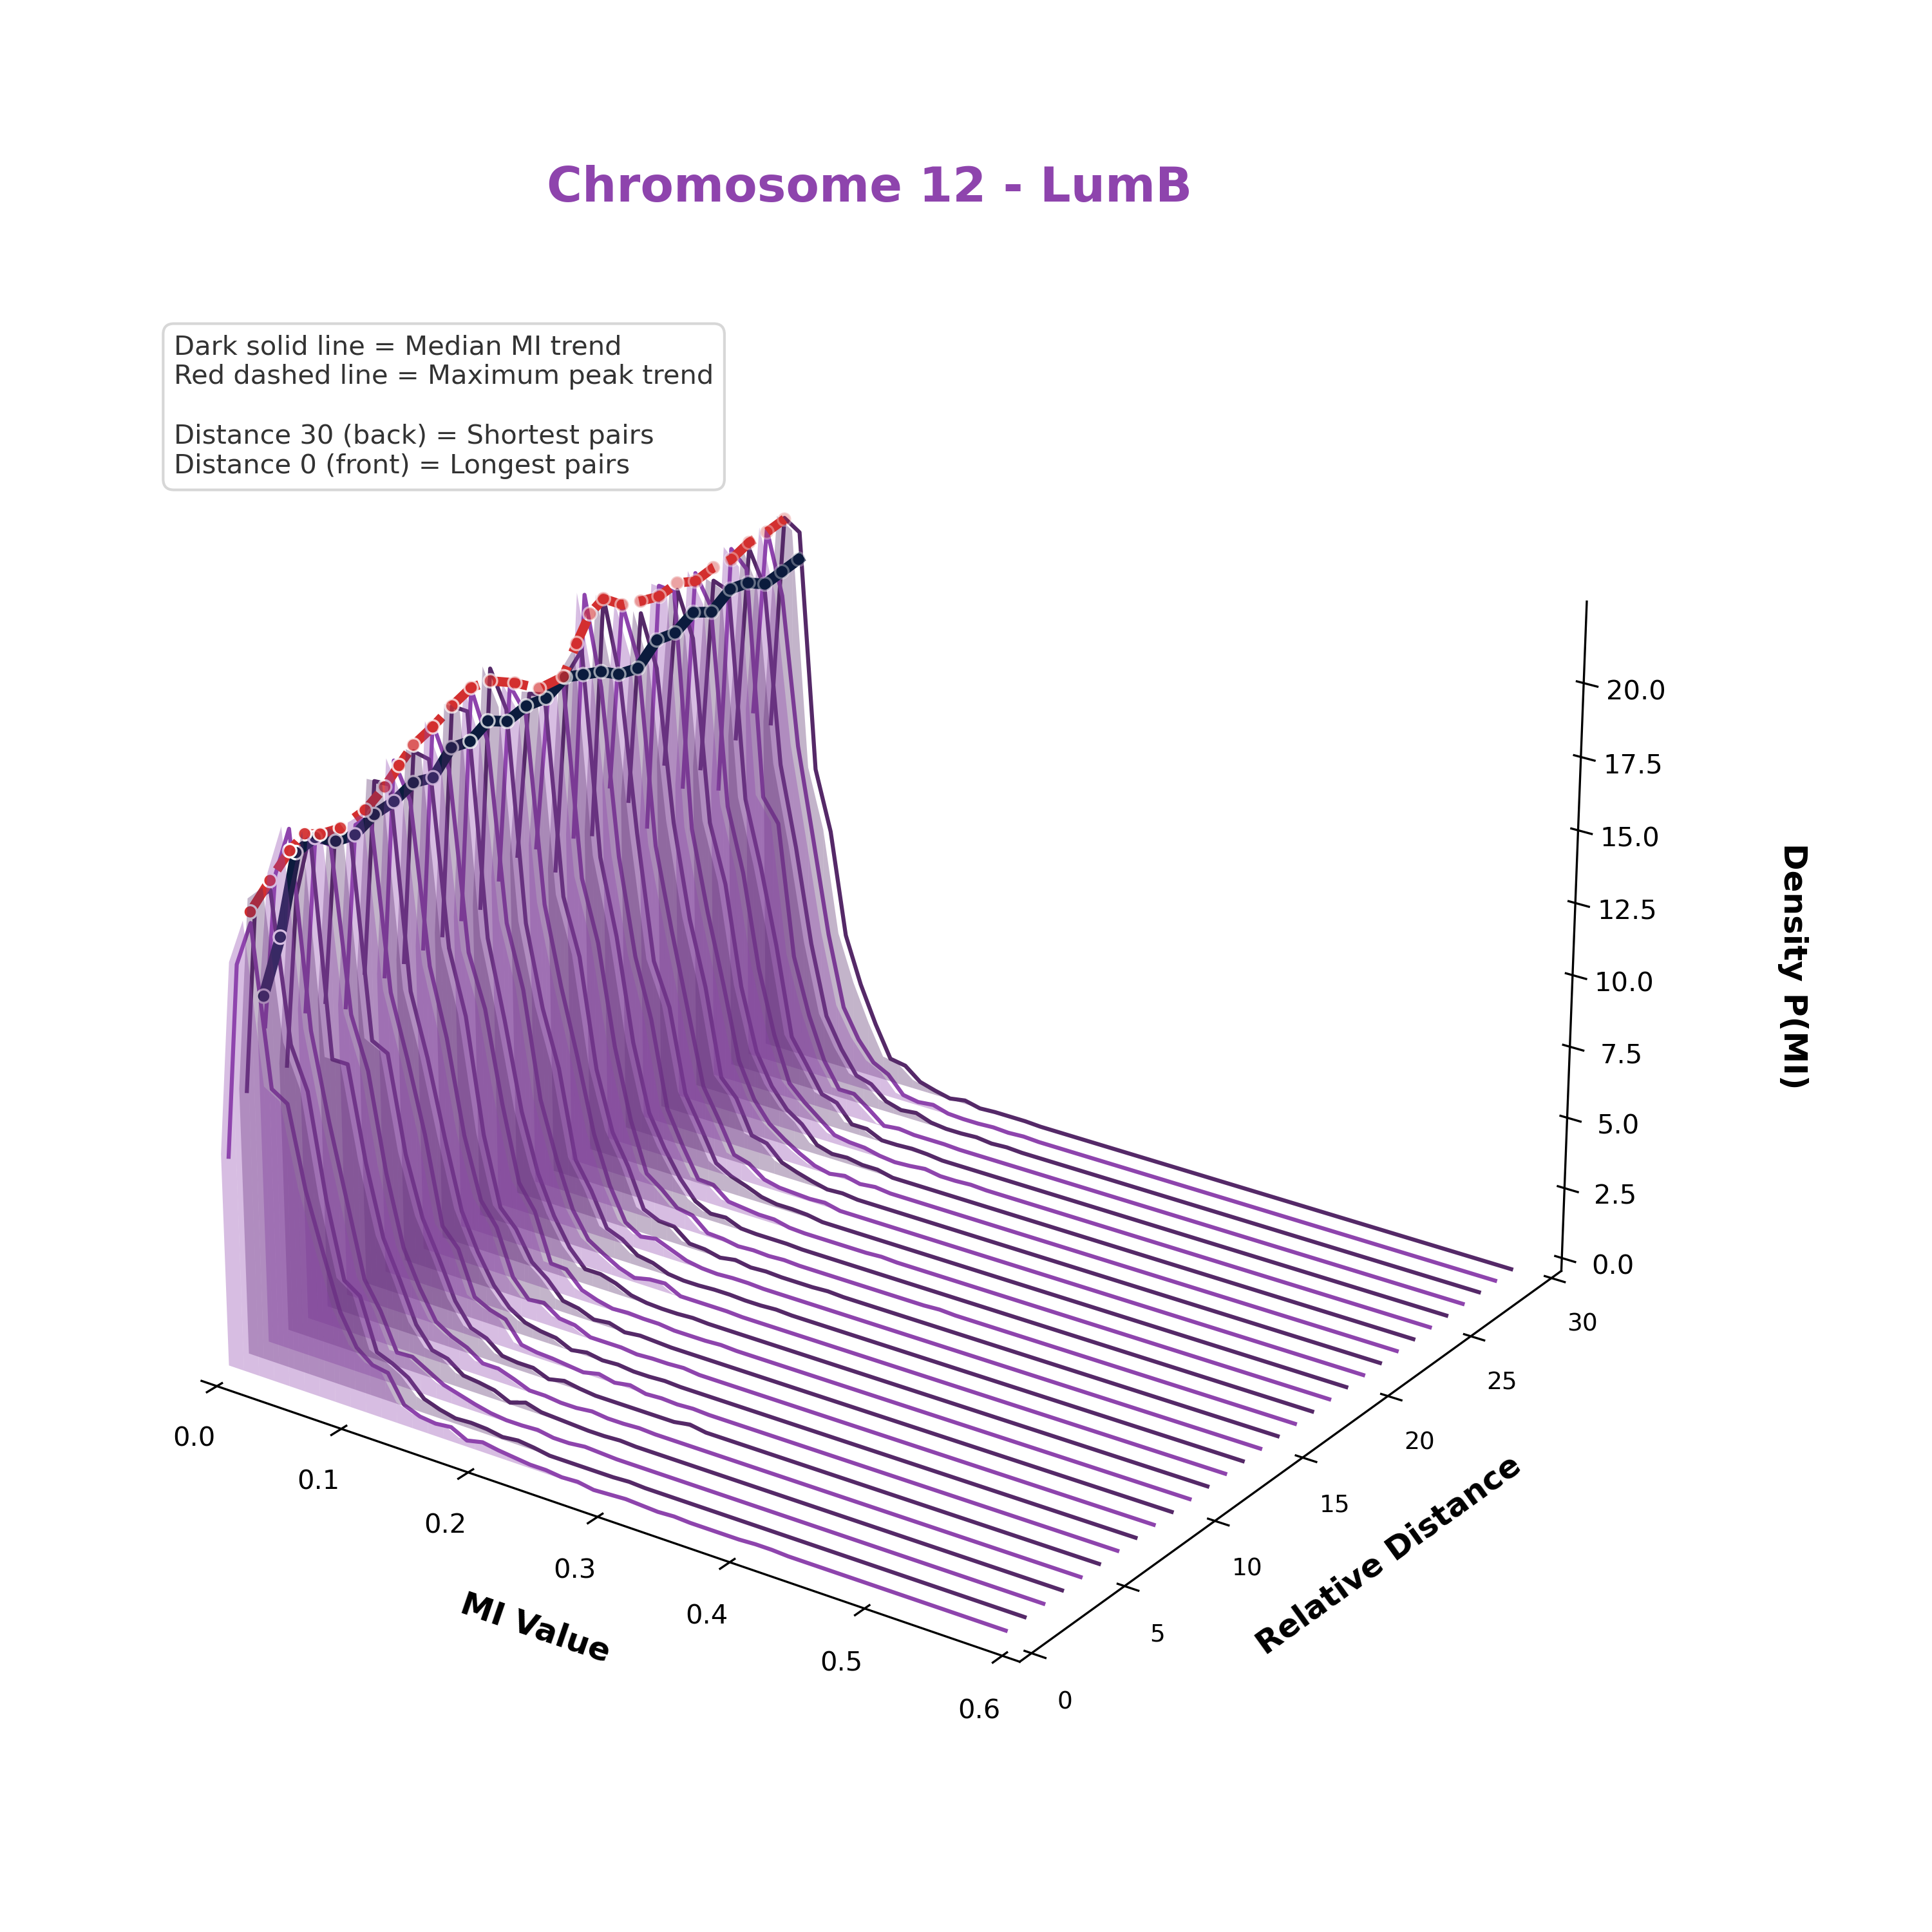 Chromosome 12 - LumB
Dark solid line = Median MI trend
Red dashed line = Maximum peak trend
Distance 30 (back) = Shortest pairs
Distance 0 (front) = Longest pairs
20.0
17.5
15.0
12.5
10.0
7.5
5.0
2.5
0.0
Density P(MI)
30
25
20
15
10
5
0
Relative Distance
0.0
0.1
0.2
0.3
0.4
0.5
0.6
MI Value